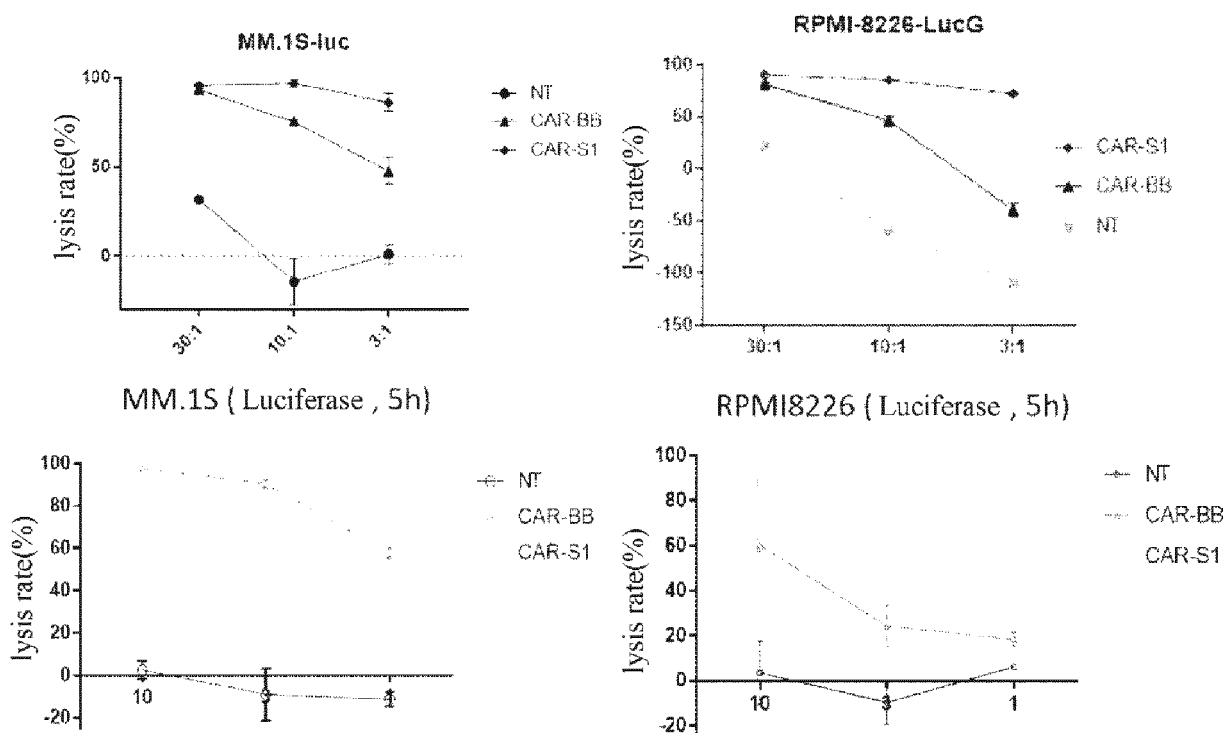 MM.1S-luc
lysis rate(%)
100
50
0
30:1
10:1
3:1
NT
CAR-BB
CAR-S1
RPMI-8226-LucG
lysis rate(%)
100
50
0
-50
-100
-150
30:1
10:1
3:1
CAR-S1
CAR-BB
NT
MM.1S ( Luciferase , 5h)
lysis rate(%)
100
80
60
40
20
0
-20
10
1
NT
CAR-BB
CAR-S1
RPMI8226 ( Luciferase , 5h)
lysis rate(%)
100
80
60
40
20
0
-20
10
3
1
NT
CAR-BB
CAR-S1